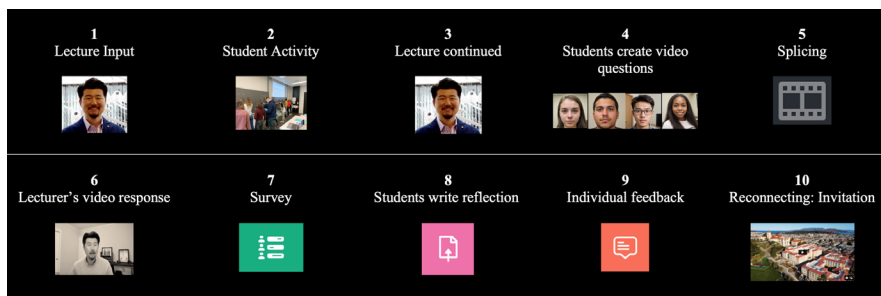 1
Lecture Input
2
Student Activity
3
Lecture continued
4
Students create video
questions
5
Splicing
6
Lecturer's video response
7
Survey
8
Students write reflection
9
Individual feedback
10
Reconnecting: Invitation